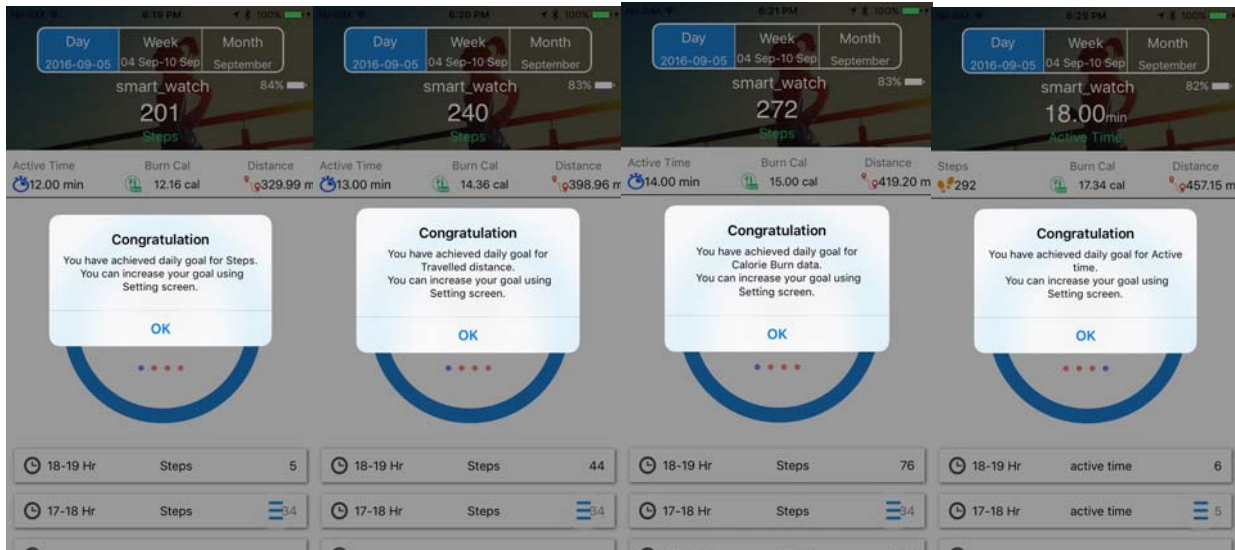 6:19 PM 100%
Day Week Month
2016-09-05 04 Sep-10 Sep September
smart_watch 84%
201
Steps
Active Time Burn Cal Distance
12.00 min 12.16 cal 329.99 m
Congratulation
You have achieved daily goal for Steps.
You can increase your goal using
Setting screen.
OK
18-19 Hr Steps 5
17-18 Hr Steps 34
6:20 PM 100%
Day Week Month
2016-09-05 04 Sep-10 Sep September
smart_watch 83%
240
Steps
Active Time Burn Cal Distance
13.00 min 14.36 cal 398.96 m
Congratulation
You have achieved daily goal for
Travelled distance.
You can increase your goal using
Setting screen.
OK
18-19 Hr Steps 44
17-18 Hr Steps 34
6:21 PM 100%
Day Week Month
2016-09-05 04 Sep-10 Sep September
smart_watch 83%
272
Steps
Active Time Burn Cal Distance
14.00 min 15.00 cal 419.20 m
Congratulation
You have achieved daily goal for
Calorie Burn data.
You can increase your goal using
Setting screen.
OK
18-19 Hr Steps 76
17-18 Hr Steps 34
6:25 PM 100%
Day Week Month
2016-09-05 04 Sep-10 Sep September
smart_watch 82%
18.00min
Active Time
Steps Burn Cal Distance
292 17.34 cal 457.15 m
Congratulation
You have achieved daily goal for Active
time.
You can increase your goal using
Setting screen.
OK
18-19 Hr active time 6
17-18 Hr active time 5